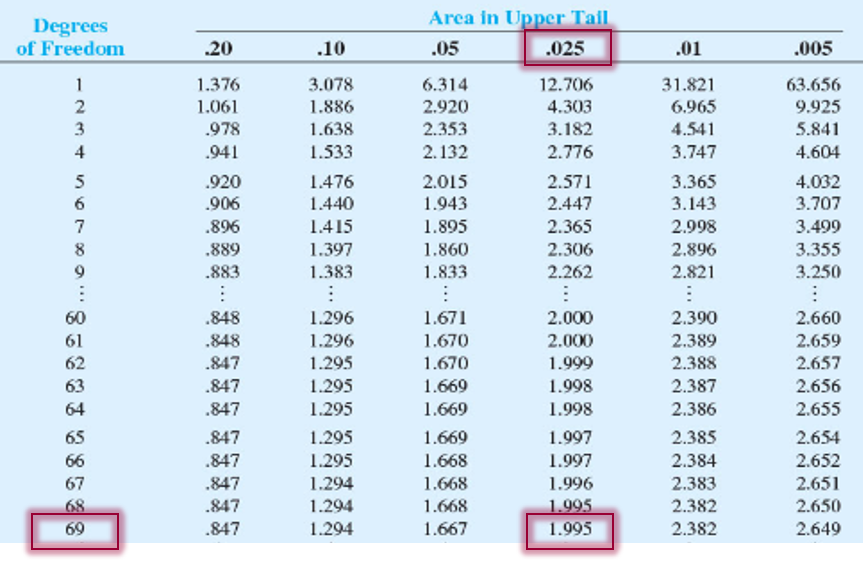 Area in Upper Tail
Degrees
of Freedom .20 .10 .05 .025 .01 .005
1 1.376 3.078 6.314 12.706 31.821 63.656
2 1.061 1.886 2.920 4.303 6.965 9.925
3 .978 1.638 2.353 3.182 4.541 5.841
4 .941 1.533 2.132 2.776 3.747 4.604
5 .920 1.476 2.015 2.571 3.365 4.032
6 .906 1.440 1.943 2.447 3.143 3.707
7 .896 1.415 1.895 2.365 2.998 3.499
8 .889 1.397 1.860 2.306 2.896 3.355
9 .883 1.383 1.833 2.262 2.821 3.250
⋮ ⋮ ⋮ ⋮ ⋮ ⋮ ⋮
60 .848 1.296 1.671 2.000 2.390 2.660
61 .848 1.296 1.670 2.000 2.389 2.659
62 .847 1.295 1.670 1.999 2.388 2.657
63 .847 1.295 1.669 1.998 2.387 2.656
64 .847 1.295 1.669 1.998 2.386 2.655
65 .847 1.295 1.669 1.997 2.385 2.654
66 .847 1.295 1.668 1.997 2.384 2.652
67 .847 1.294 1.668 1.996 2.383 2.651
68 .847 1.294 1.668 1.995 2.382 2.650
69 .847 1.294 1.667 1.995 2.382 2.649